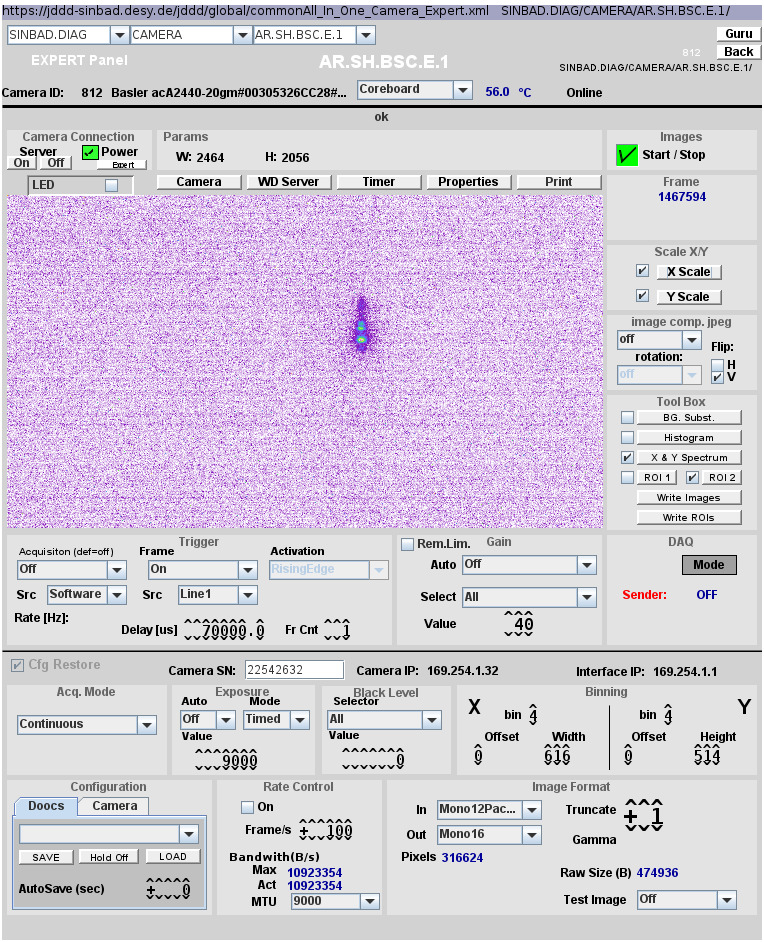 https://jddd-sinbad.desy.de/jddd/global/commonAll_In_One_Camera_Expert.xml SINBAD.DIAG/CAMERA/AR.SH.BSC.E.1/
SINBAD.DIAG CAMERA AR.SH.BSC.E.1 Guru
EXPERT Panel AR.SH.BSC.E.1 812 Back
SINBAD.DIAG/CAMERA/AR.SH.BSC.E.1/
Camera ID: 812 Basler acA2440-20gm#00305326CC28#... Coreboard 56.0 °C Online
ok
Camera Connection Params Images
Server Power W: 2464 H: 2056 Start / Stop
On Off Expert
LED Camera WD Server Timer Properties Print Frame
1467594
Scale X/Y
X Scale
Y Scale
image comp. jpeg
off Flip:
rotation: H
off V
Tool Box
BG. Subst.
Histogram
X & Y Spectrum
ROI 1 ROI 2
Write Images
Write ROIs
Trigger Rem.Lim. Gain DAQ
Acquisiton (def=off) Frame Activation
Off On RisingEdge Auto Off Mode
Src Software Src Line1 Select All Sender: OFF
Rate [Hz]: Delay [us] 70000.0 Fr Cnt 1 Value 40
Cfg Restore Camera SN: 22542632 Camera IP: 169.254.1.32 Interface IP: 169.254.1.1
Acq. Mode Exposure Black Level Binning
Auto Mode Selector X bin 4 bin 4 Y
Continuous Off Timed All
Value Value Offset Width Offset Height
9000 0 0 616 0 514
Configuration Rate Control Image Format
Doocs Camera On In Mono12Pac... Truncate + 1
Frame/s + 100 Out Mono16 Gamma
SAVE Hold Off LOAD Bandwith(B/s) Pixels 316624
Max 10923354 Raw Size (B) 474936
AutoSave (sec) + 0 Act 10923354
MTU 9000 Test Image Off